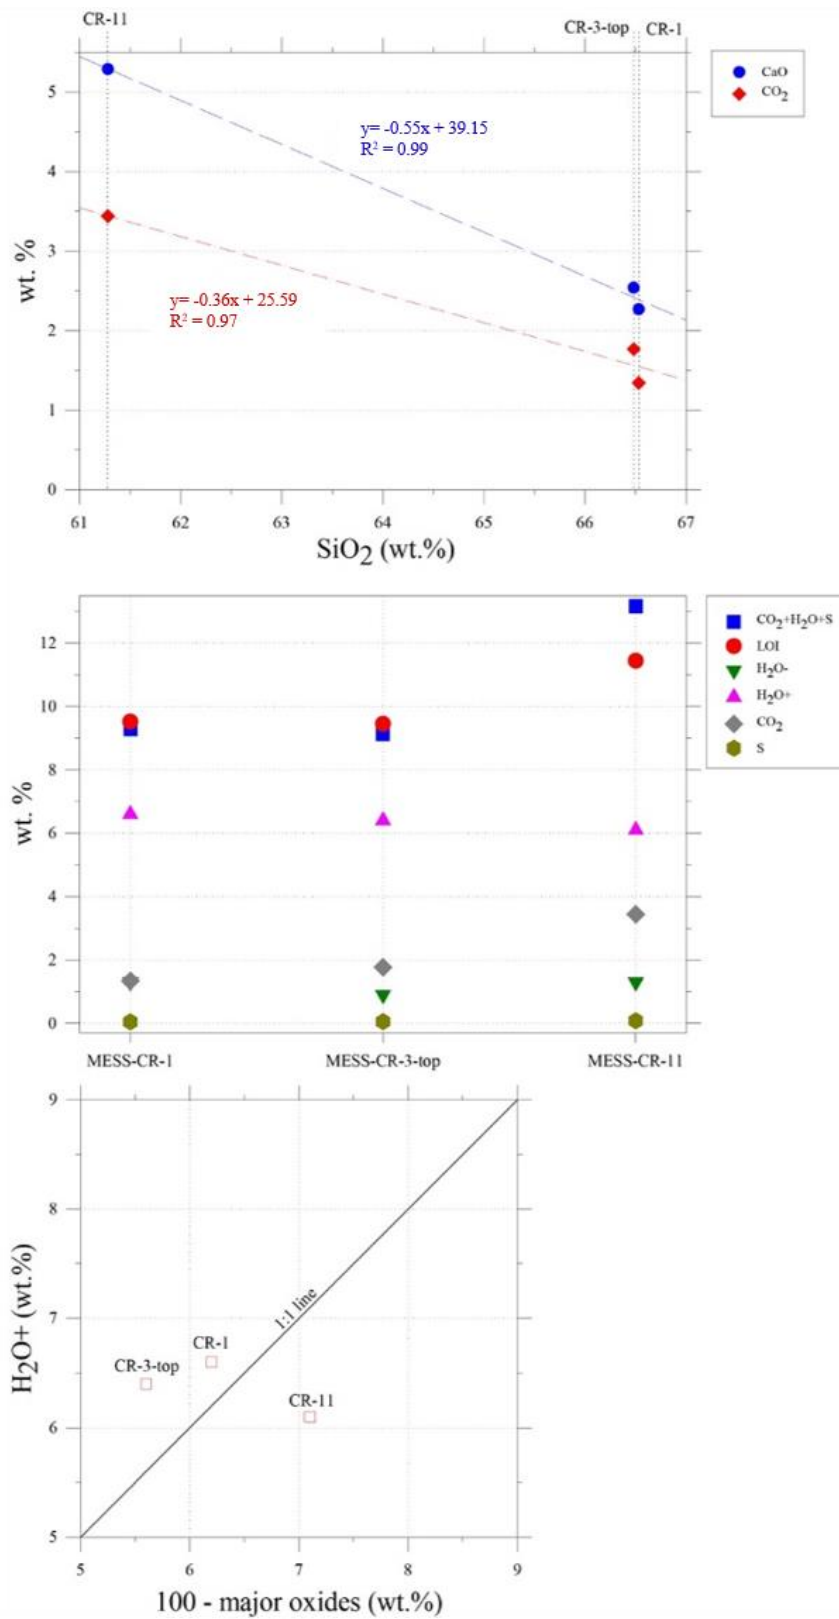 CR-11
CR-3-top
CR-1
CaO
CO2
y= -0.55x + 39.15
R² = 0.99
y= -0.36x + 25.59
R² = 0.97
wt. %
5
4
3
2
1
0
61
62
63
64
65
66
67
SiO2 (wt.%)
CO2+H2O+S
LOI
H2O-
H2O+
CO2
S
wt. %
12
10
8
6
4
2
0
MESS-CR-1
MESS-CR-3-top
MESS-CR-11
9
8
7
6
5
H2O+ (wt.%)
1:1 line
CR-1
CR-3-top
CR-11
5
6
7
8
9
100 - major oxides (wt.%)